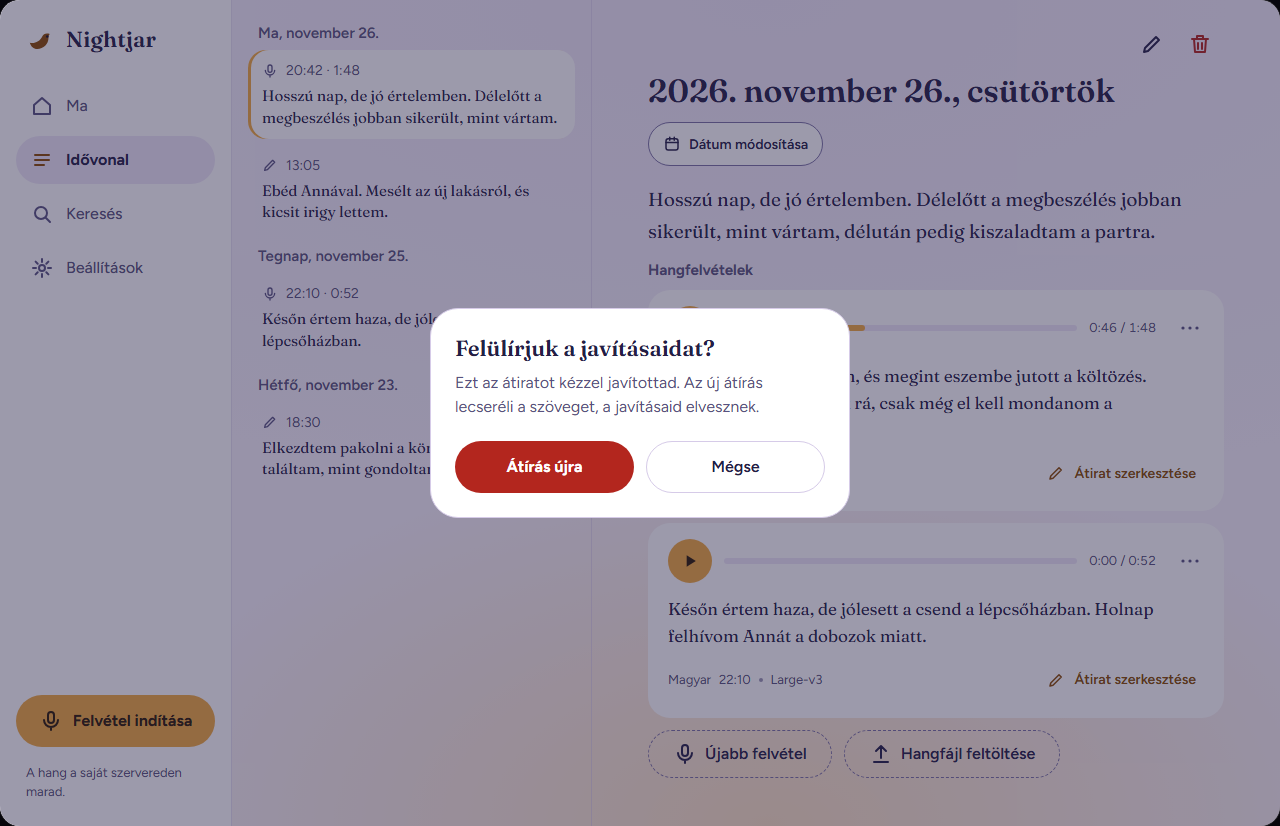 Nightjar
Ma
Idővonal
Keresés
Beállítások
Felvétel indítása
A hang a saját szervereden
marad.
Ma, november 26.
20:42 · 1:48
Hosszú nap, de jó értelemben. Délelőtt a
megbeszélés jobban sikerült, mint vártam.
13:05
Ebéd Annával. Mesélt az új lakásról, és
kicsit irigy lettem.
Tegnap, november 25.
22:10 · 0:52
Későn értem haza, de
lépcsőházban.
Hétfő, november 23.
18:30
Elkezdtem pakolni a
találtam, mint
2026. november 26., csütörtök
Dátum módosítása
Hosszú nap, de jó értelemben. Délelőtt a megbeszélés jobban
sikerült, mint vártam, délután pedig kiszaladtam a partra.
Hangfelvételek
0:46 / 1:48
és megint eszembe jutott a költözés.
rá, csak még el kell mondanom a
Átirat szerkesztése
Felülírjuk a javításaidat?
Ezt az átiratot kézzel javítottad. Az új átírás
lecseréli a szöveget, a javításaid elvesznek.
Átírás újra
Mégse
0:00 / 0:52
Későn értem haza, de jólesett a csend a lépcsőházban. Holnap
felhívom Annát a dobozok miatt.
Magyar 22:10 • Large-v3
Átirat szerkesztése
Újabb felvétel
Hangfájl feltöltése